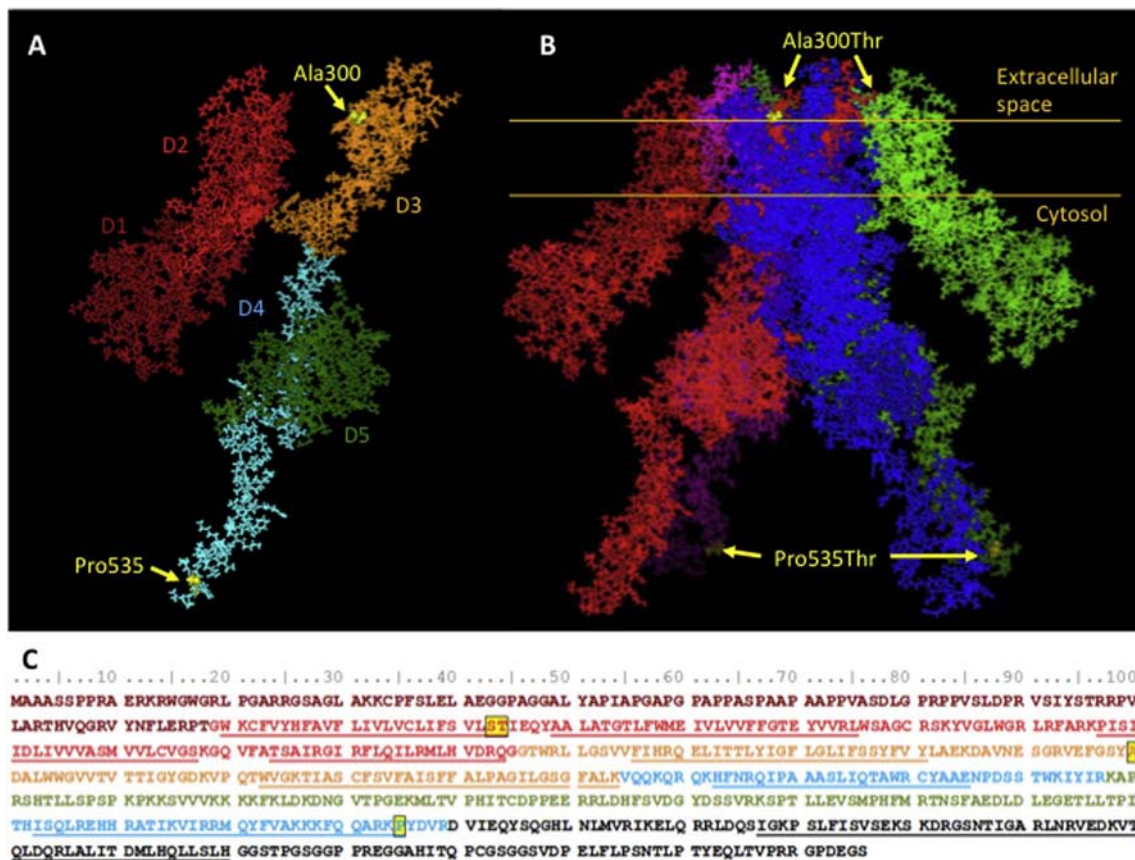 A
B
Ala300Thr
Ala300
Extracellular space
D2
D3
D1
Cytosol
D4
D5
Pro535
Pro535Thr
C
....|....10 ....|....20 ....|....30 ....|....40 ....|....50 ....|....60 ....|....70 ....|....80 ....|....90 ....|...100
MAAASSPPRA ERKRWGWGRL PGARRGSAGL AKKCPFSLEL AEGGPAGGAL YAPIAPGAPG PAPPASPAAP AAPPVASDLG PRPPVSLDPR VSIYSTRRPV
LARTHVQGRV YNFLERPTGW KCFVYHFAVF LIVLVCLIFS VLSTIEQYAA LATGTLFWME IVLVVFFGTE YVVRLWSAGC RSKYVGLWGR LRFARKPISI
IDLIVVVASM VVLCVGSKGQ VFATSAIRGI RFLQILRMLH VDRQGGTWRL LGSVVFIHRQ ELITTLYIGF LGLIFSSYFV YLAEKDAVNE SGRVEFGSYA
DALWWGVVTV TTIGYGDKVP QTWVGKTIAS CFSVFAISFF ALPAGILGSG FALKVQQKQR QKHFNRQIPA AASLIQTAWR CYAAENPDSS TWKIYIRKAP
RSHTLLSPSP KPKKSVVVKK KKFKLDKDNG VTPGEKMLTV PHITCDPPEE RRLDHFSVDG YDSSVRKSPT LLEVSMPHFM RTNSFAEDLD LEGETLLTPI
THISQLREHH RATIKVIRRM QYFVAKKKFQ QARKPYDVRD VIEQYSQGHL NLMVRIKELQ RRLDQSIGKP SLFISVSEKS KDRGSNTIGA RLNRVEDKVT
QLDQRLALIT DMLHQLLSLH GGSTPGSGGP PREGGAHITQ PCGSGGSVDP ELFLPSNTLP TYEQLTVPRR GPDEGS